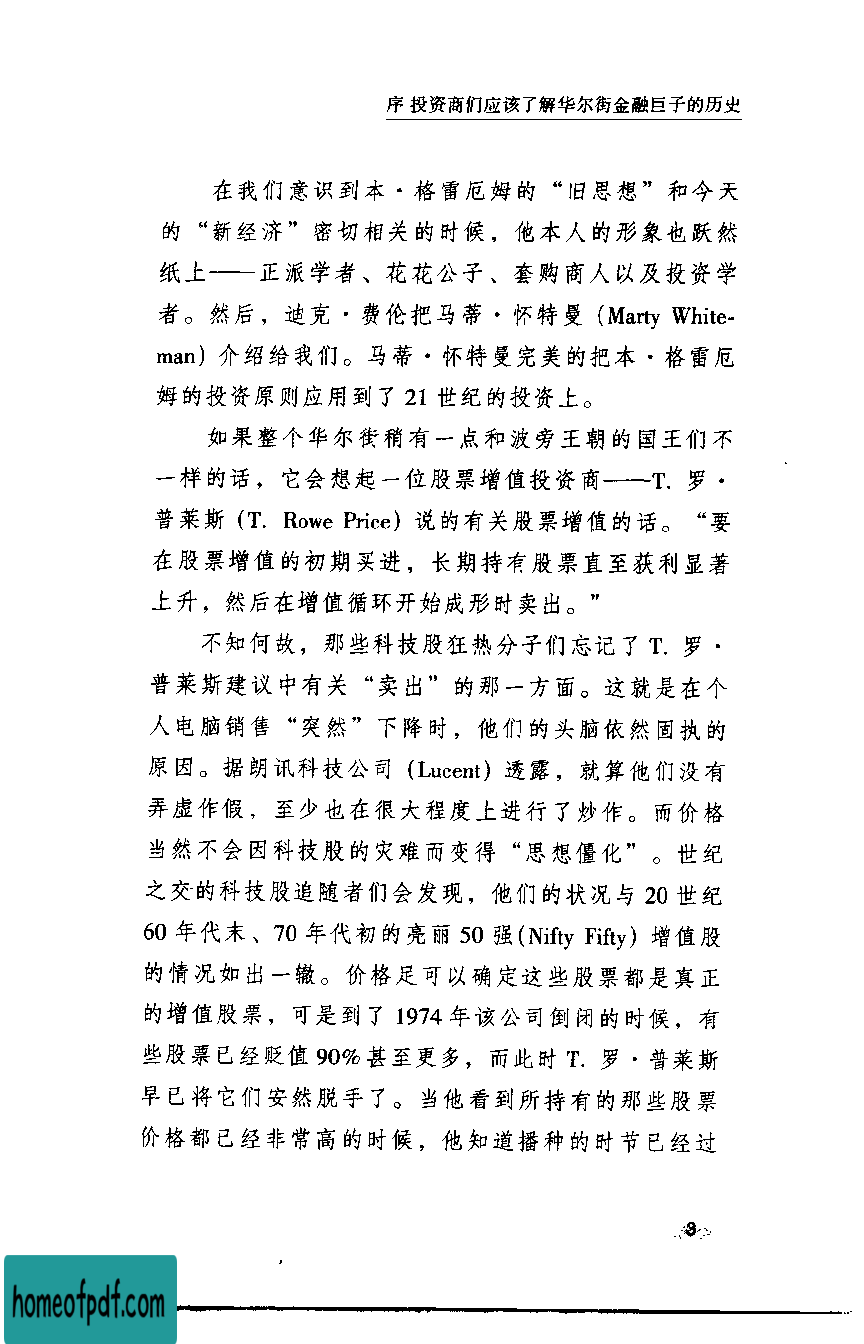 序 投资商们应该了解华尔街金融巨子的历史
在我们意识到本·格雷厄姆的“旧思想”和今天
的“新经济”密切相关的时候，他本人的形象也跃然
纸上——正派学者、花花公子、套购商人以及投资学
者。然后，迪克·费伦把马蒂·怀特曼（Marty White-
man）介绍给我们。马蒂·怀特曼完美的把本·格雷厄
姆的投资原则应用到了 21 世纪的投资上。
如果整个华尔街稍有一点和波旁王朝的国王们不
一样的话，它会想起一位股票增值投资商——T. 罗·
普莱斯（T. Rowe Price）说的有关股票增值的话。“要
在股票增值的初期买进，长期持有股票直至获利显著
上升，然后在增值循环开始成形时卖出。”
不知何故，那些科技股狂热分子们忘记了 T. 罗·
普莱斯建议中有关“卖出”的那一方面。这就是在个
人电脑销售“突然”下降时，他们的头脑依然固执的
原因。据朗讯科技公司（Lucent）透露，就算他们没有
弄虚作假，至少也在很大程度上进行了炒作。而价格
当然不会因科技股的灾难而变得“思想僵化”。世纪
之交的科技股追随者们会发现，他们的状况与 20 世纪
60 年代末、70 年代初的亮丽 50 强（Nifty Fifty）增值股
的情况如出一辙。价格足可以确定这些股票都是真正
的增值股票，可是到了 1974 年该公司倒闭的时候，有
些股票已经贬值 90% 甚至更多，而此时 T. 罗·普莱斯
早已将它们安然脱手了。当他看到所持有的那些股票
价格都已经非常高的时候，他知道播种的时节已经过
3
homeofpdf.com